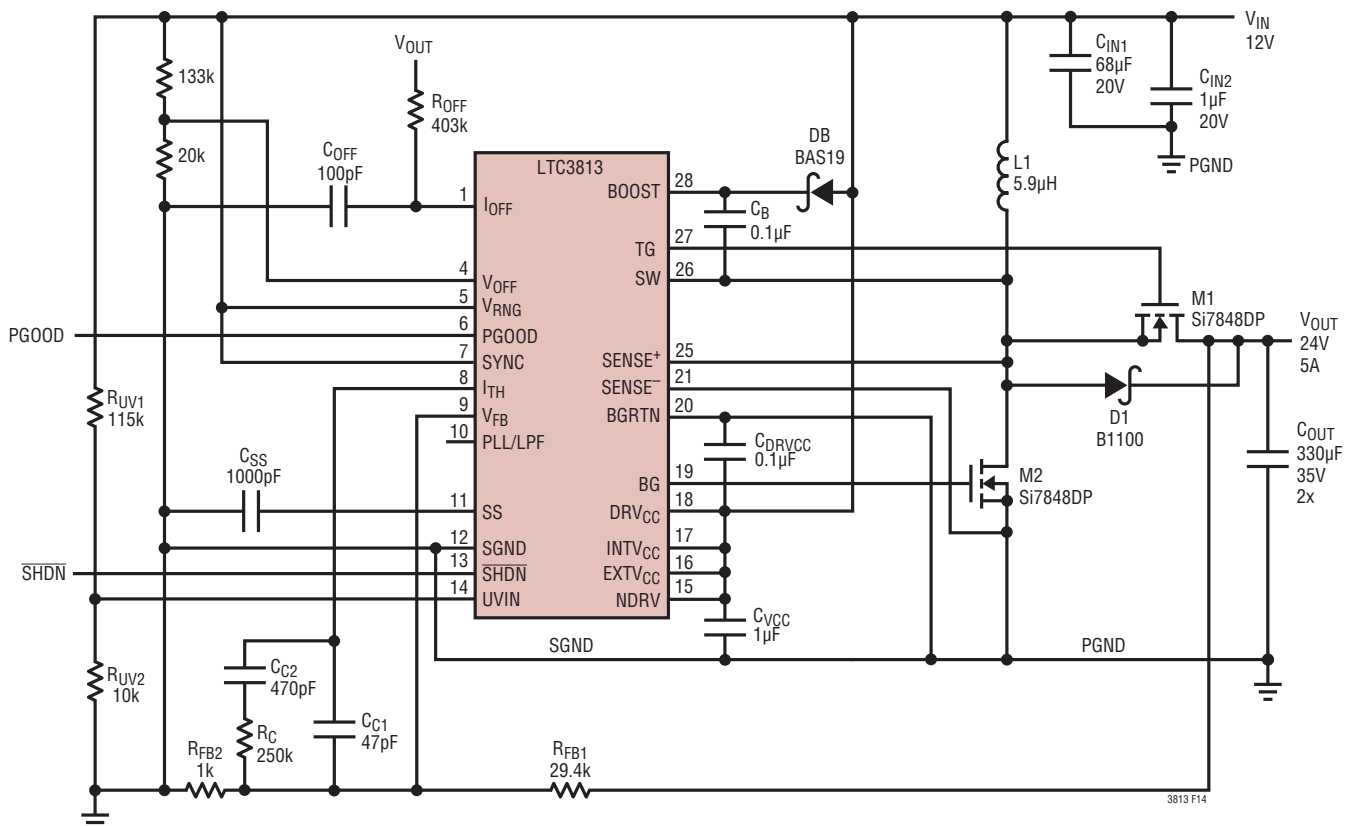 VIN
12V
CIN1
68µF
20V
CIN2
1µF
20V
PGND
133k
20k
VOUT
ROFF
403k
COFF
100pF
LTC3813
DB
BAS19
L1
5.9µH
1
IOFF
BOOST
28
CB
0.1µF
TG
27
SW
26
4
VOFF
5
VRNG
PGOOD
6
PGOOD
7
SYNC
8
ITH
9
VFB
10
PLL/LPF
SENSE+
25
SENSE–
21
BGRTN
20
CDRVCC
0.1µF
BG
19
DRVCC
18
INTVCC
17
EXTVCC
16
NDRV
15
CVCC
1µF
M1
Si7848DP
VOUT
24V
5A
D1
B1100
M2
Si7848DP
COUT
330µF
35V
2x
RUV1
115k
CSS
1000pF
11
SS
12
SGND
SHDN
13
SHDN
14
UVIN
SGND
PGND
RUV2
10k
CC2
470pF
RC
250k
CC1
47pF
RFB2
1k
RFB1
29.4k
3813 F14